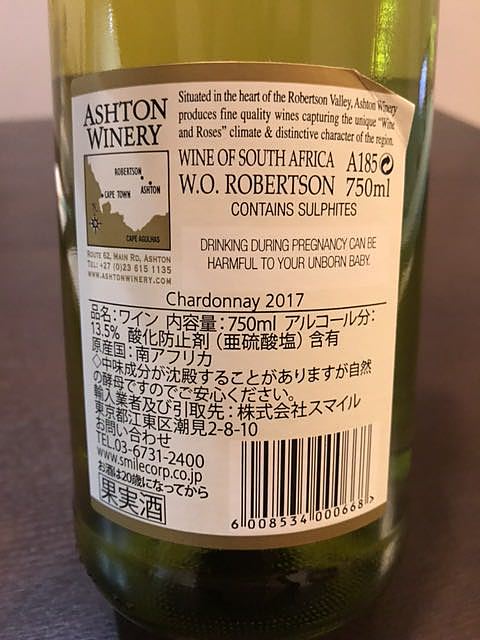 ASHTON
WINERY
Situated in the heart of the Robertson Valley, Ashton Winery
produces fine quality wines capturing the unique "Wine
and Roses" climate & distinctive character of the region.
ROBERTSON
ASHTON
CAPE TOWN
CAPE AGULHAS
WINE OF SOUTH AFRICA A185
W.O. ROBERTSON 750ml
CONTAINS SULPHITES
ROUTE 62, MAIN RD, ASHTON
TEL: +27 (0)23 615 1135
WWW.ASHTONWINERY.COM
DRINKING DURING PREGNANCY CAN BE
HARMFUL TO YOUR UNBORN BABY.
Chardonnay 2017
品名:ワイン 内容量:750ml アルコール分:
13.5% 酸化防止剤(亜硫酸塩)含有
原産国:南アフリカ
◇中味成分が沈殿することがありますが自然
の酵母ですのでご安心ください。
輸入業者及び引取先:株式会社スマイル
東京都江東区潮見2-8-10
お問い合わせ
TEL.03-6731-2400
www.smilecorp.co.jp
お酒は20歳になってから
果実酒
6 008534 000668 >